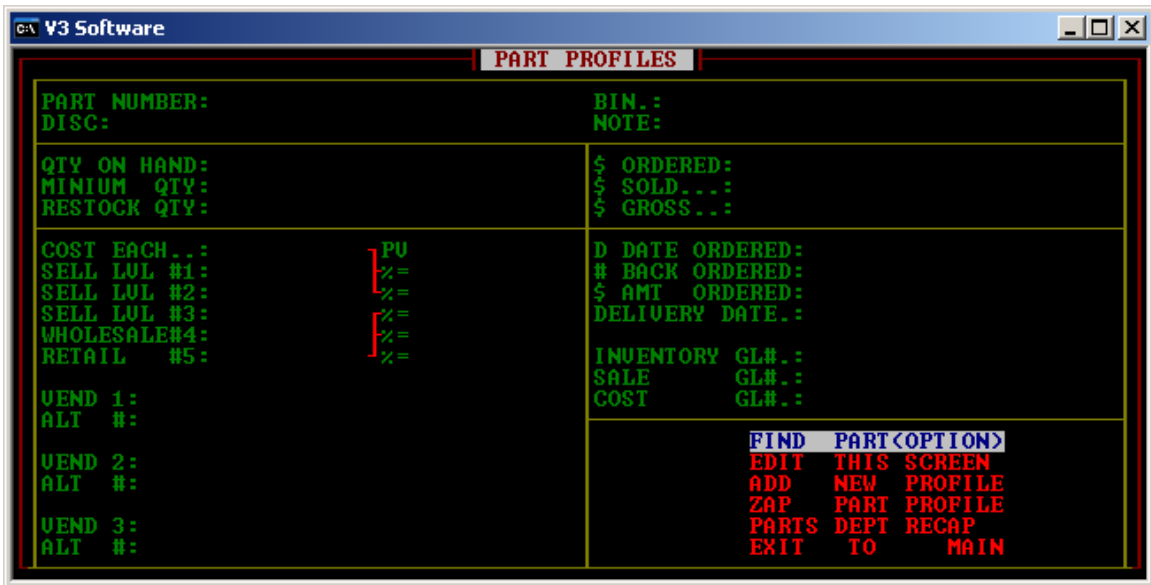 V3 Software
PART PROFILES
PART NUMBER:
DISC:
BIN.:
NOTE:
QTY ON HAND:
MINIUM QTY:
RESTOCK QTY:
$ ORDERED:
$ SOLD...:
$ GROSS..:
COST EACH..: PV
SELL LVL #1: %=
SELL LVL #2: %=
SELL LVL #3: %=
WHOLESALE#4: %=
RETAIL #5: %=
VEND 1:
ALT #:
VEND 2:
ALT #:
VEND 3:
ALT #:
D DATE ORDERED:
# BACK ORDERED:
$ AMT ORDERED:
DELIVERY DATE.:
INVENTORY GL#.:
SALE GL#.:
COST GL#.:
FIND PART(OPTION)
EDIT THIS SCREEN
ADD NEW PROFILE
ZAP PART PROFILE
PARTS DEPT RECAP
EXIT TO MAIN